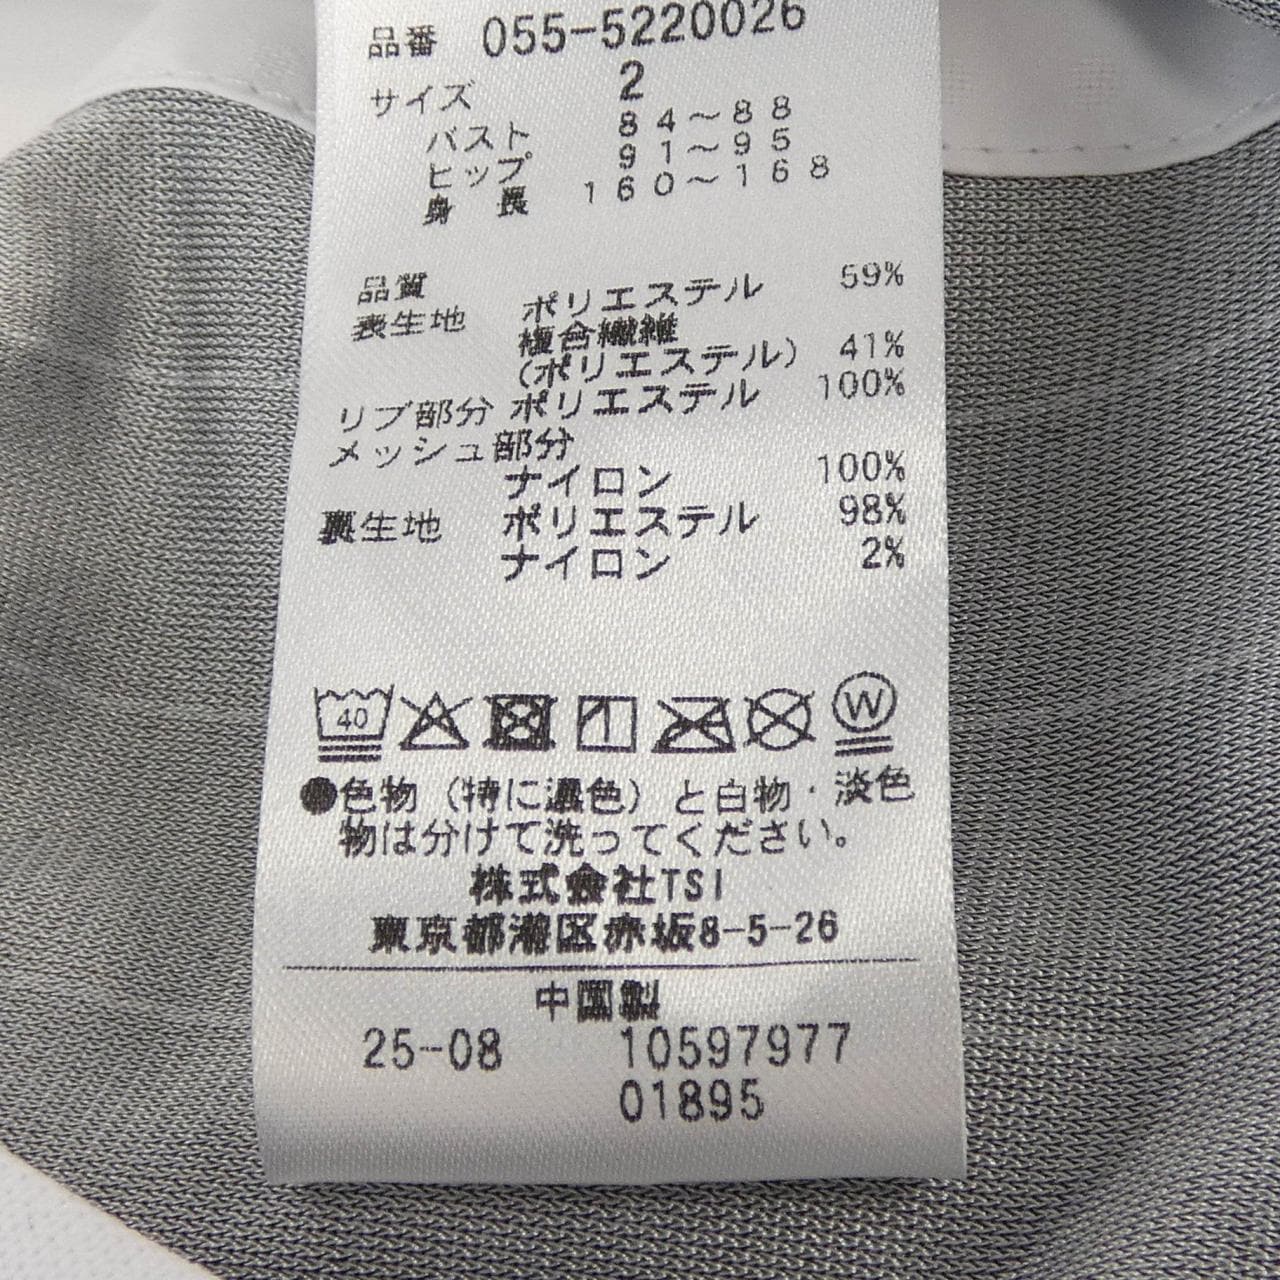 品番 055-5220026
サイズ 2
バスト 84～88
ヒップ 91～95
身長 160～168
品質
表生地 ポリエステル 59%
複合繊維
(ポリエステル) 41%
リブ部分 ポリエステル 100%
メッシュ部分
ナイロン 100%
裏生地 ポリエステル 98%
ナイロン 2%
40 W
●色物（特に濃色）と白物・淡色
物は分けて洗ってください。
株式会社TSI
東京都港区赤坂8-5-26
中国製
25-08 10597977
01895